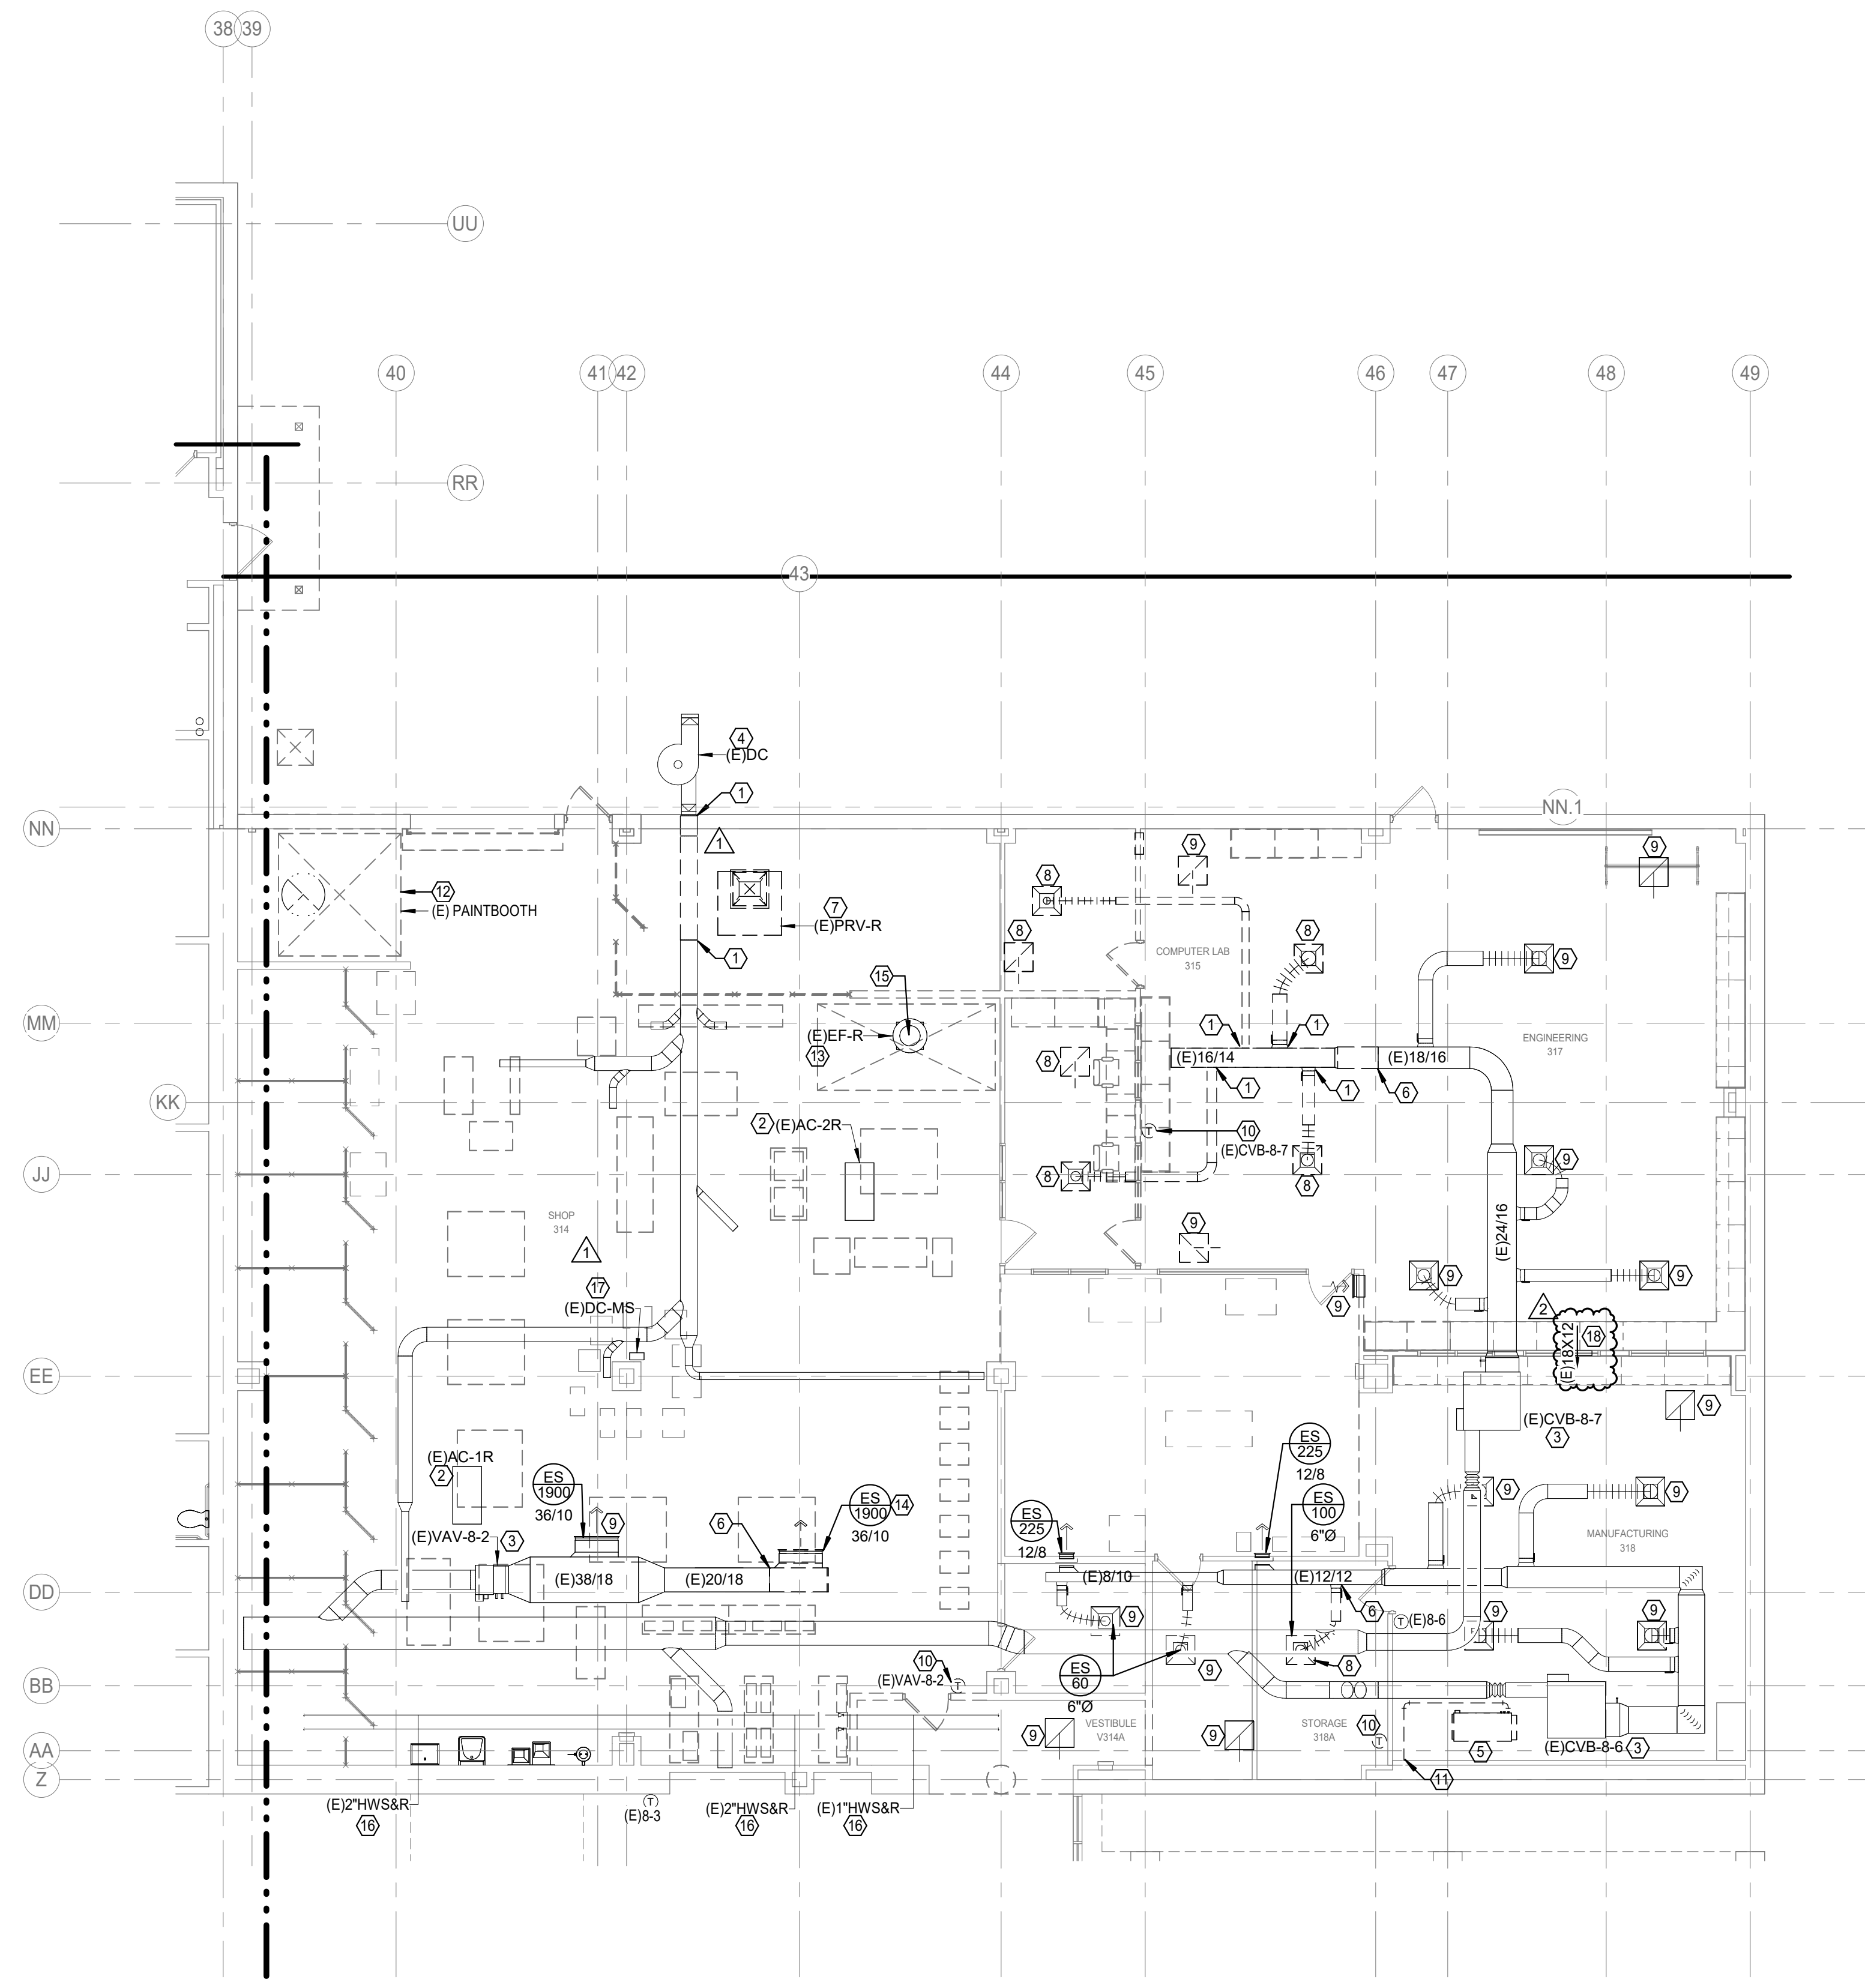 38
39
UU
RR
40
41
42
44
45
46
47
48
49
43
4
(E)DC
1
NN.1
NN
1
9
9
12
(E) PAINTBOOTH
7
(E)PRV-R
8
8
8
1
COMPUTER LAB
315
9
15
MM
(E)EF-R
13
1
1
ENGINEERING
317
8
(E)16/14
(E)18/16
1
1
6
KK
2
(E)AC-2R
10
(E)CVB-8-7
9
JJ
8
8
SHOP
314
(E)24/16
1
9
17
(E)DC-MS
9
9
9
2
(E)18X12
18
EE
9
(E)CVB-8-7
3
(E)AC-1R
2
ES
1900
36/10
9
ES
1900
14
36/10
6
ES
225
12/8
ES
225
12/8
ES
100
6"Ø
9
9
(E)VAV-8-2
3
MANUFACTURING
318
(E)38/18
(E)20/18
DD
(E)8/10
(E)12/12
6
(T)(E)8-6
9
9
9
9
8
ES
60
6"Ø
10
(E)VAV-8-2
T
BB
9
VESTIBULE
V314A
9
STORAGE
318A
10
T
5
(E)CVB-8-6
3
AA
Z
11
(E)2"HWS&R
16
T
(E)8-3
(E)2"HWS&R
16
(E)1"HWS&R
16